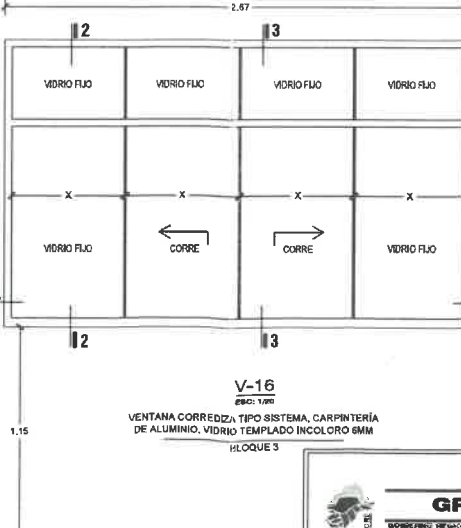 2.67
2 3
VIDRIO FIJO VIDRIO FIJO VIDRIO FIJO VIDRIO FIJO
X X X X
VIDRIO FIJO CORRE CORRE VIDRIO FIJO
2 3
V-16
ESC: 1/20
VENTANA CORREDIZA TIPO SISTEMA, CARPINTERÍA
DE ALUMINIO, VIDRIO TEMPLADO INCOLORO 6MM
BLOQUE 3
1.15